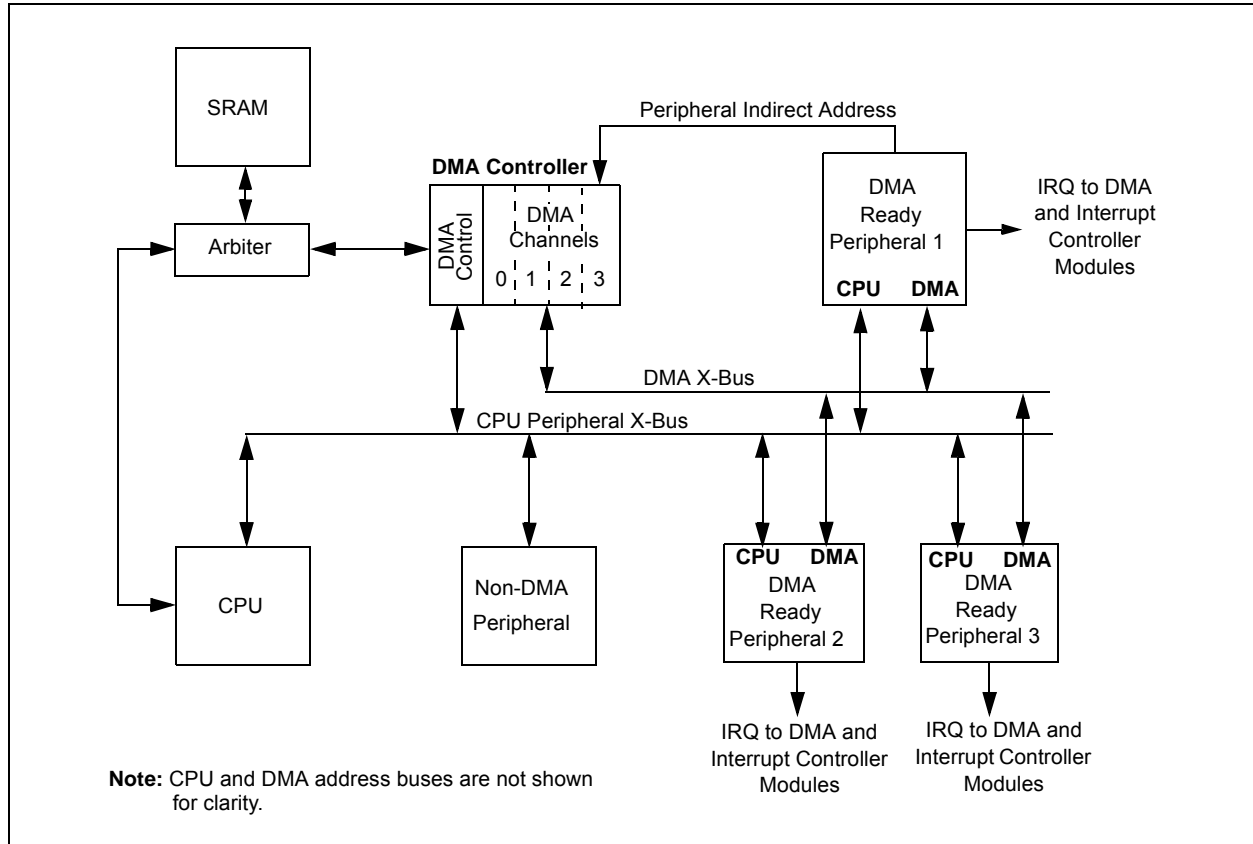 SRAM
Peripheral Indirect Address
DMA Controller
DMA
Control
DMA
Channels
0 1 2 3
Arbiter
DMA
Ready
Peripheral 1
CPU DMA
IRQ to DMA
and Interrupt
Controller
Modules
DMA X-Bus
CPU Peripheral X-Bus
CPU
Non-DMA
Peripheral
CPU DMA
DMA
Ready
Peripheral 2
CPU DMA
DMA
Ready
Peripheral 3
IRQ to DMA and
Interrupt Controller
Modules
IRQ to DMA and
Interrupt Controller
Modules
Note: CPU and DMA address buses are not shown
for clarity.